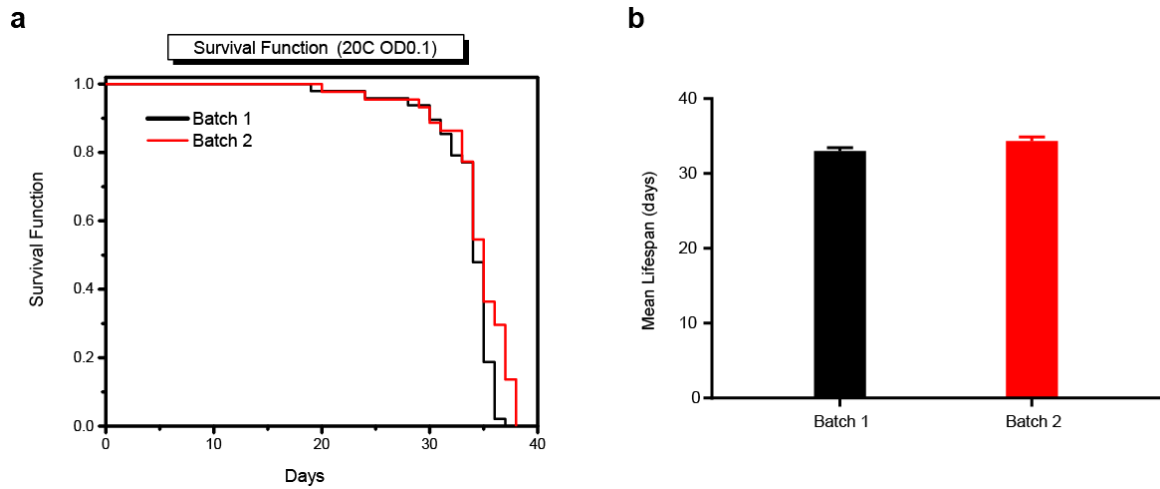 a
Survival Function (20C OD0.1)
1.0
0.8
0.6
0.4
0.2
0.0
Survival Function
Batch 1
Batch 2
0
10
20
30
40
Days
b
40
30
20
10
0
Mean Lifespan (days)
Batch 1
Batch 2